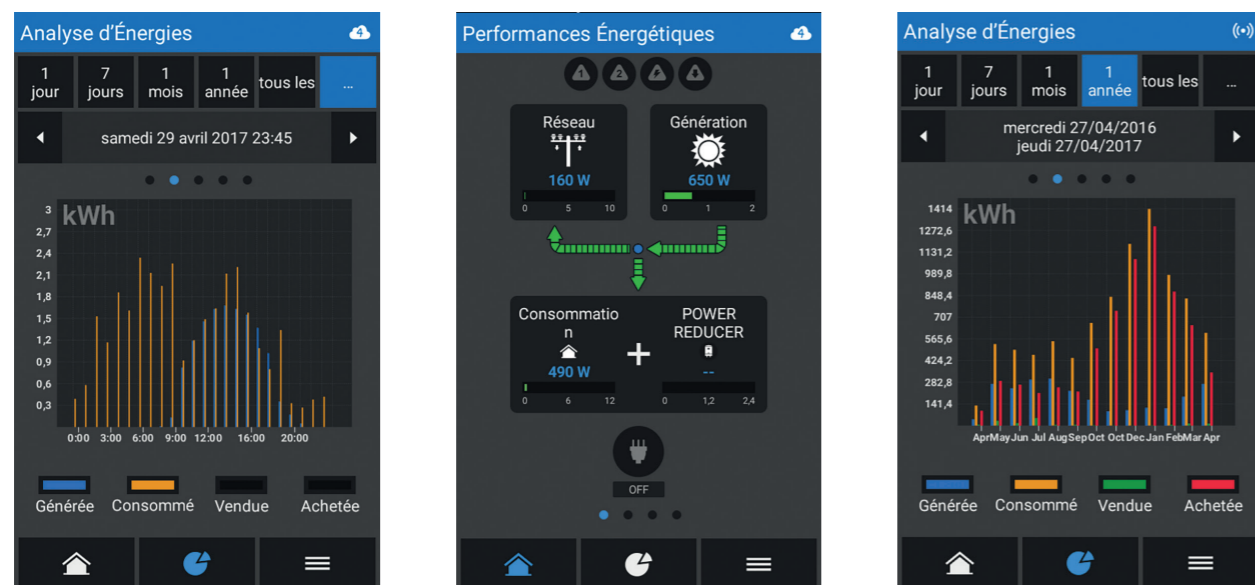 Analyse d'Énergies
4
1 jour
7 jours
1 mois
1 année
tous les
...
samedi 29 avril 2017 23:45
kWh
3
2,7
2,4
2,1
1,8
1,5
1,2
0,9
0,6
0,3
0:00 3:00 6:00 9:00 12:00 16:00 20:00
Générée Consommé Vendue Achetée
Performances Énergétiques
4
1 2
Réseau
160 W
0 5 10
Génération
650 W
0 1 2
Consommatio
n
490 W
0 6 12
+
POWER
REDUCER
--
0 1,2 2,4
OFF
Analyse d'Énergies
1 jour
7 jours
1 mois
1 année
tous les
...
mercredi 27/04/2016
jeudi 27/04/2017
kWh
1414
1272,6
1131,2
989,8
848,4
707
565,6
424,2
282,8
141,4
Apr May Jun Jul Aug Sep Oct Oct Dec Jan Feb Mar Apr
Générée Consommé Vendue Achetée